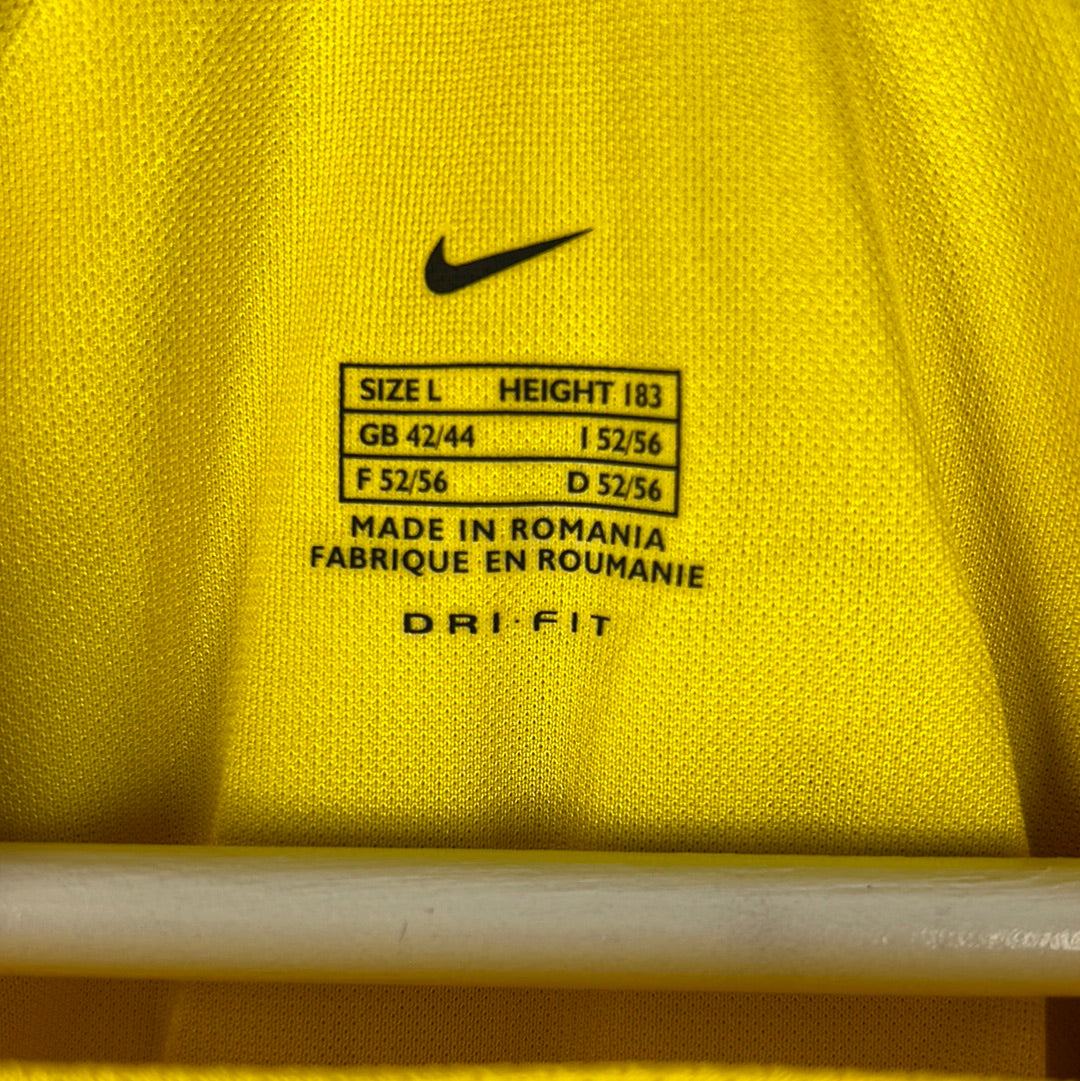 SIZE L HEIGHT 183
GB 42/44 I 52/56
F 52/56 D 52/56
MADE IN ROMANIA
FABRIQUE EN ROUMANIE
DRI·FIT